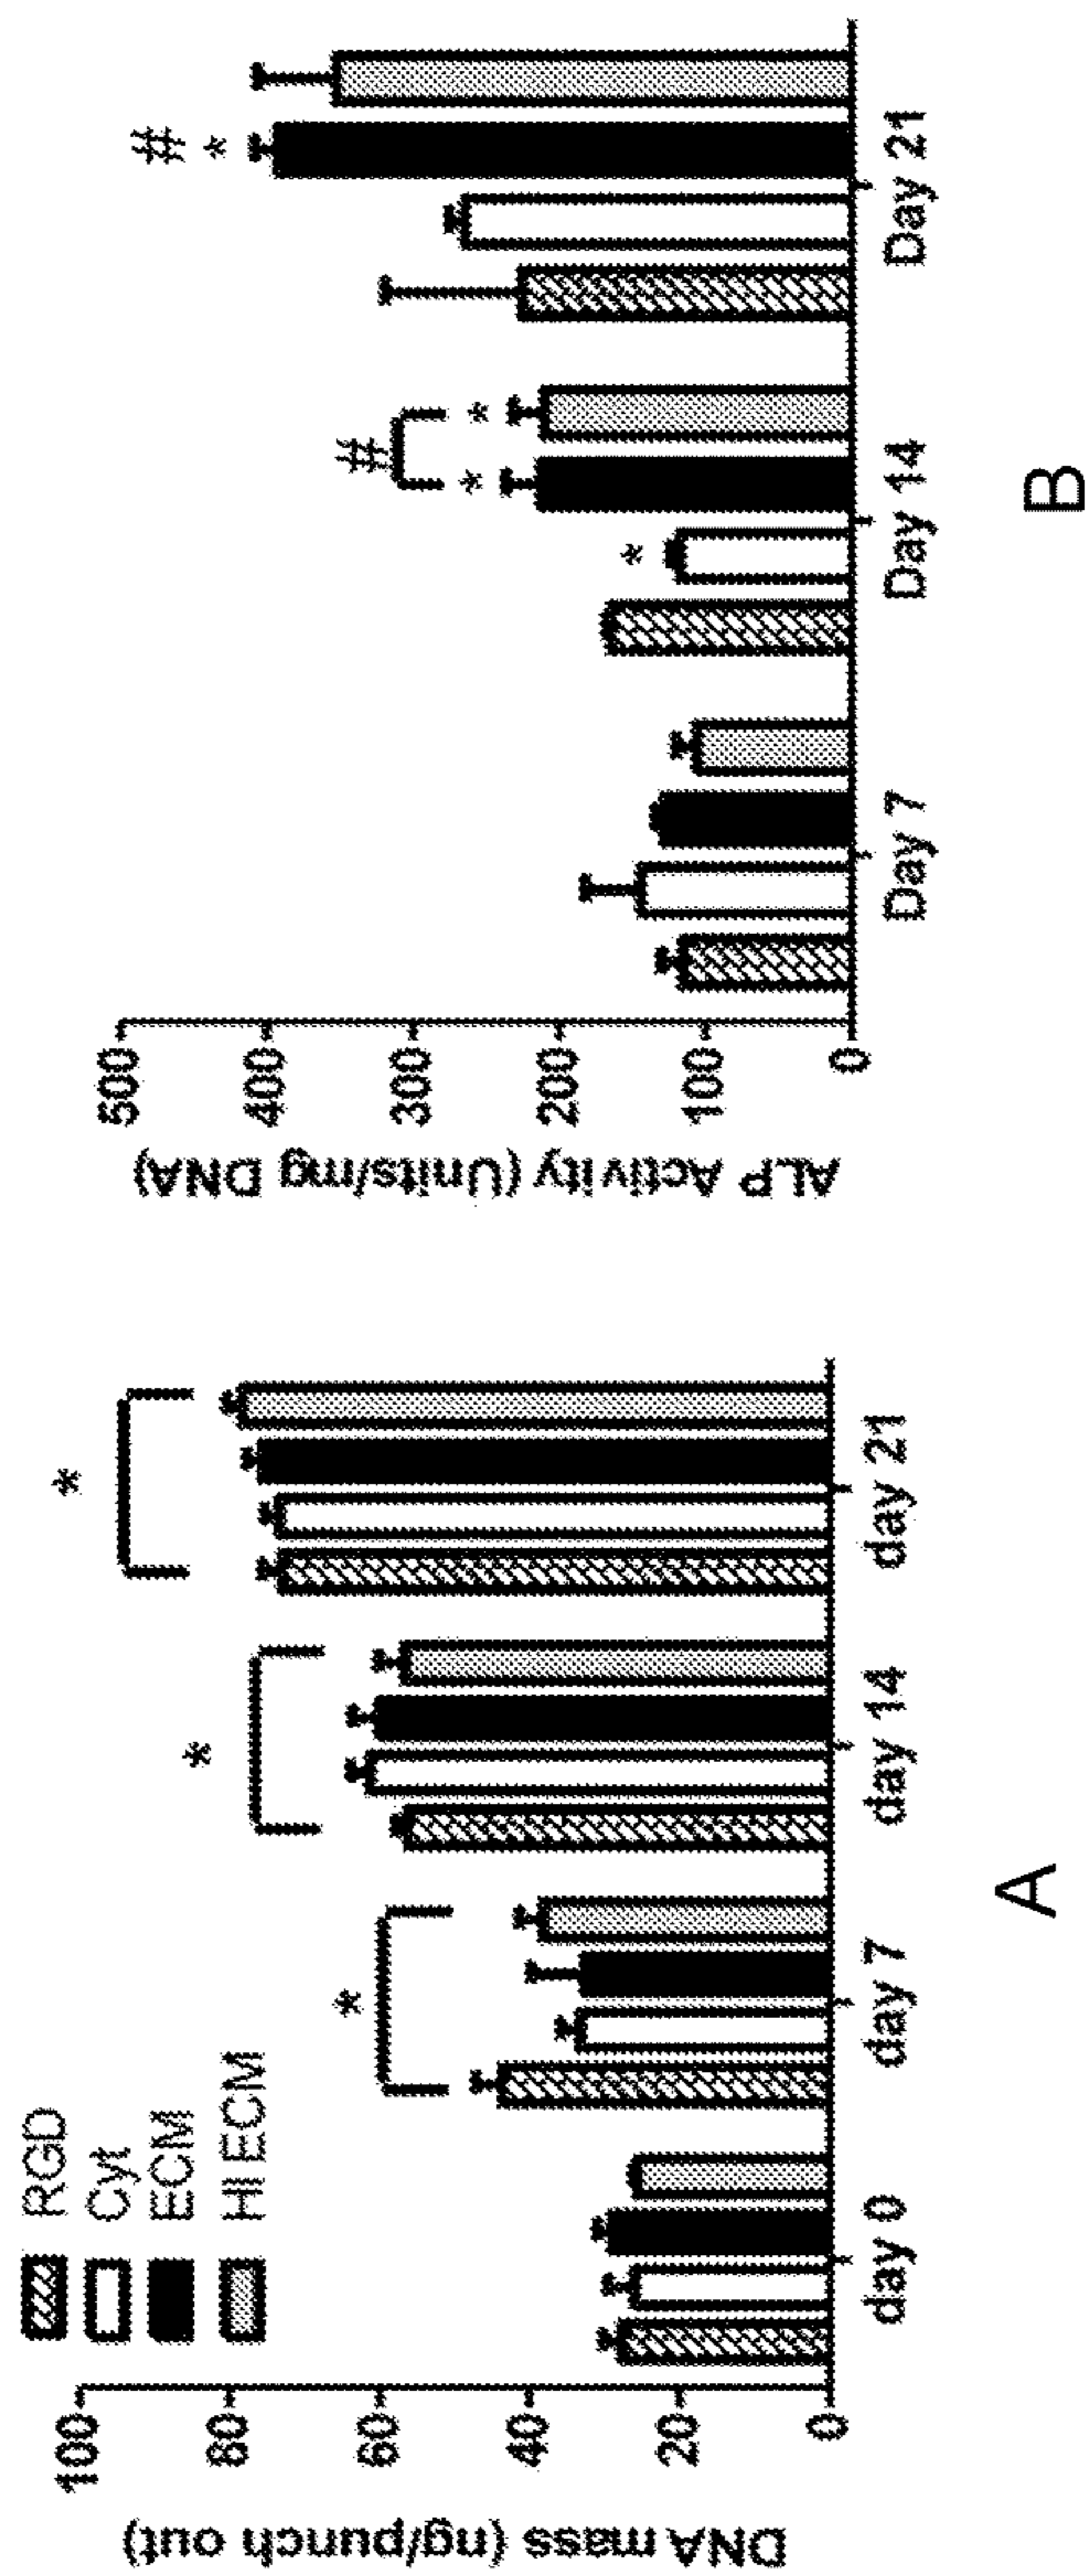 RGD
Cyt
ECM
HI ECM
DNA mass (ng/punch out)
100
80
60
40
20
0
*
*
*
day 0
day 7
day 14
day 21
A
ALP Activity (Units/mg DNA)
500
400
300
200
100
0
*
#
*
*
#
*
Day 7
Day 14
Day 21
B